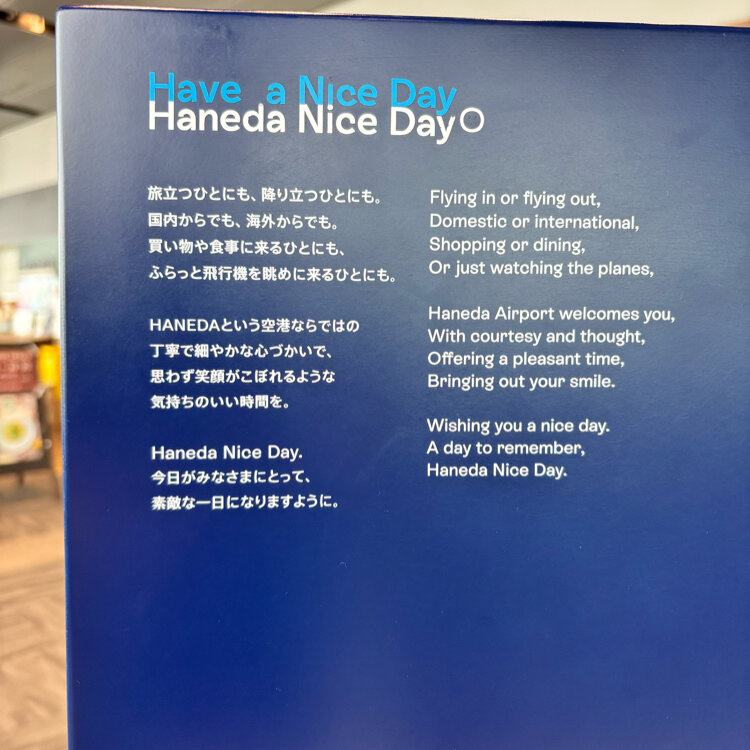 Have a Nice Day
Haneda Nice Day
旅立つひとにも、降り立つひとにも。
国内からでも、海外からでも。
買い物や食事に来るひとにも、
ふらっと飛行機を眺めに来るひとにも。
HANEDAという空港ならではの
丁寧で細やかな心づかいで、
思わず笑顔がこぼれるような
気持ちのいい時間を。
Haneda Nice Day.
今日がみなさまにとって、
素敵な一日になりますように。
Flying in or flying out,
Domestic or international,
Shopping or dining,
Or just watching the planes,
Haneda Airport welcomes you,
With courtesy and thought,
Offering a pleasant time,
Bringing out your smile.
Wishing you a nice day.
A day to remember,
Haneda Nice Day.